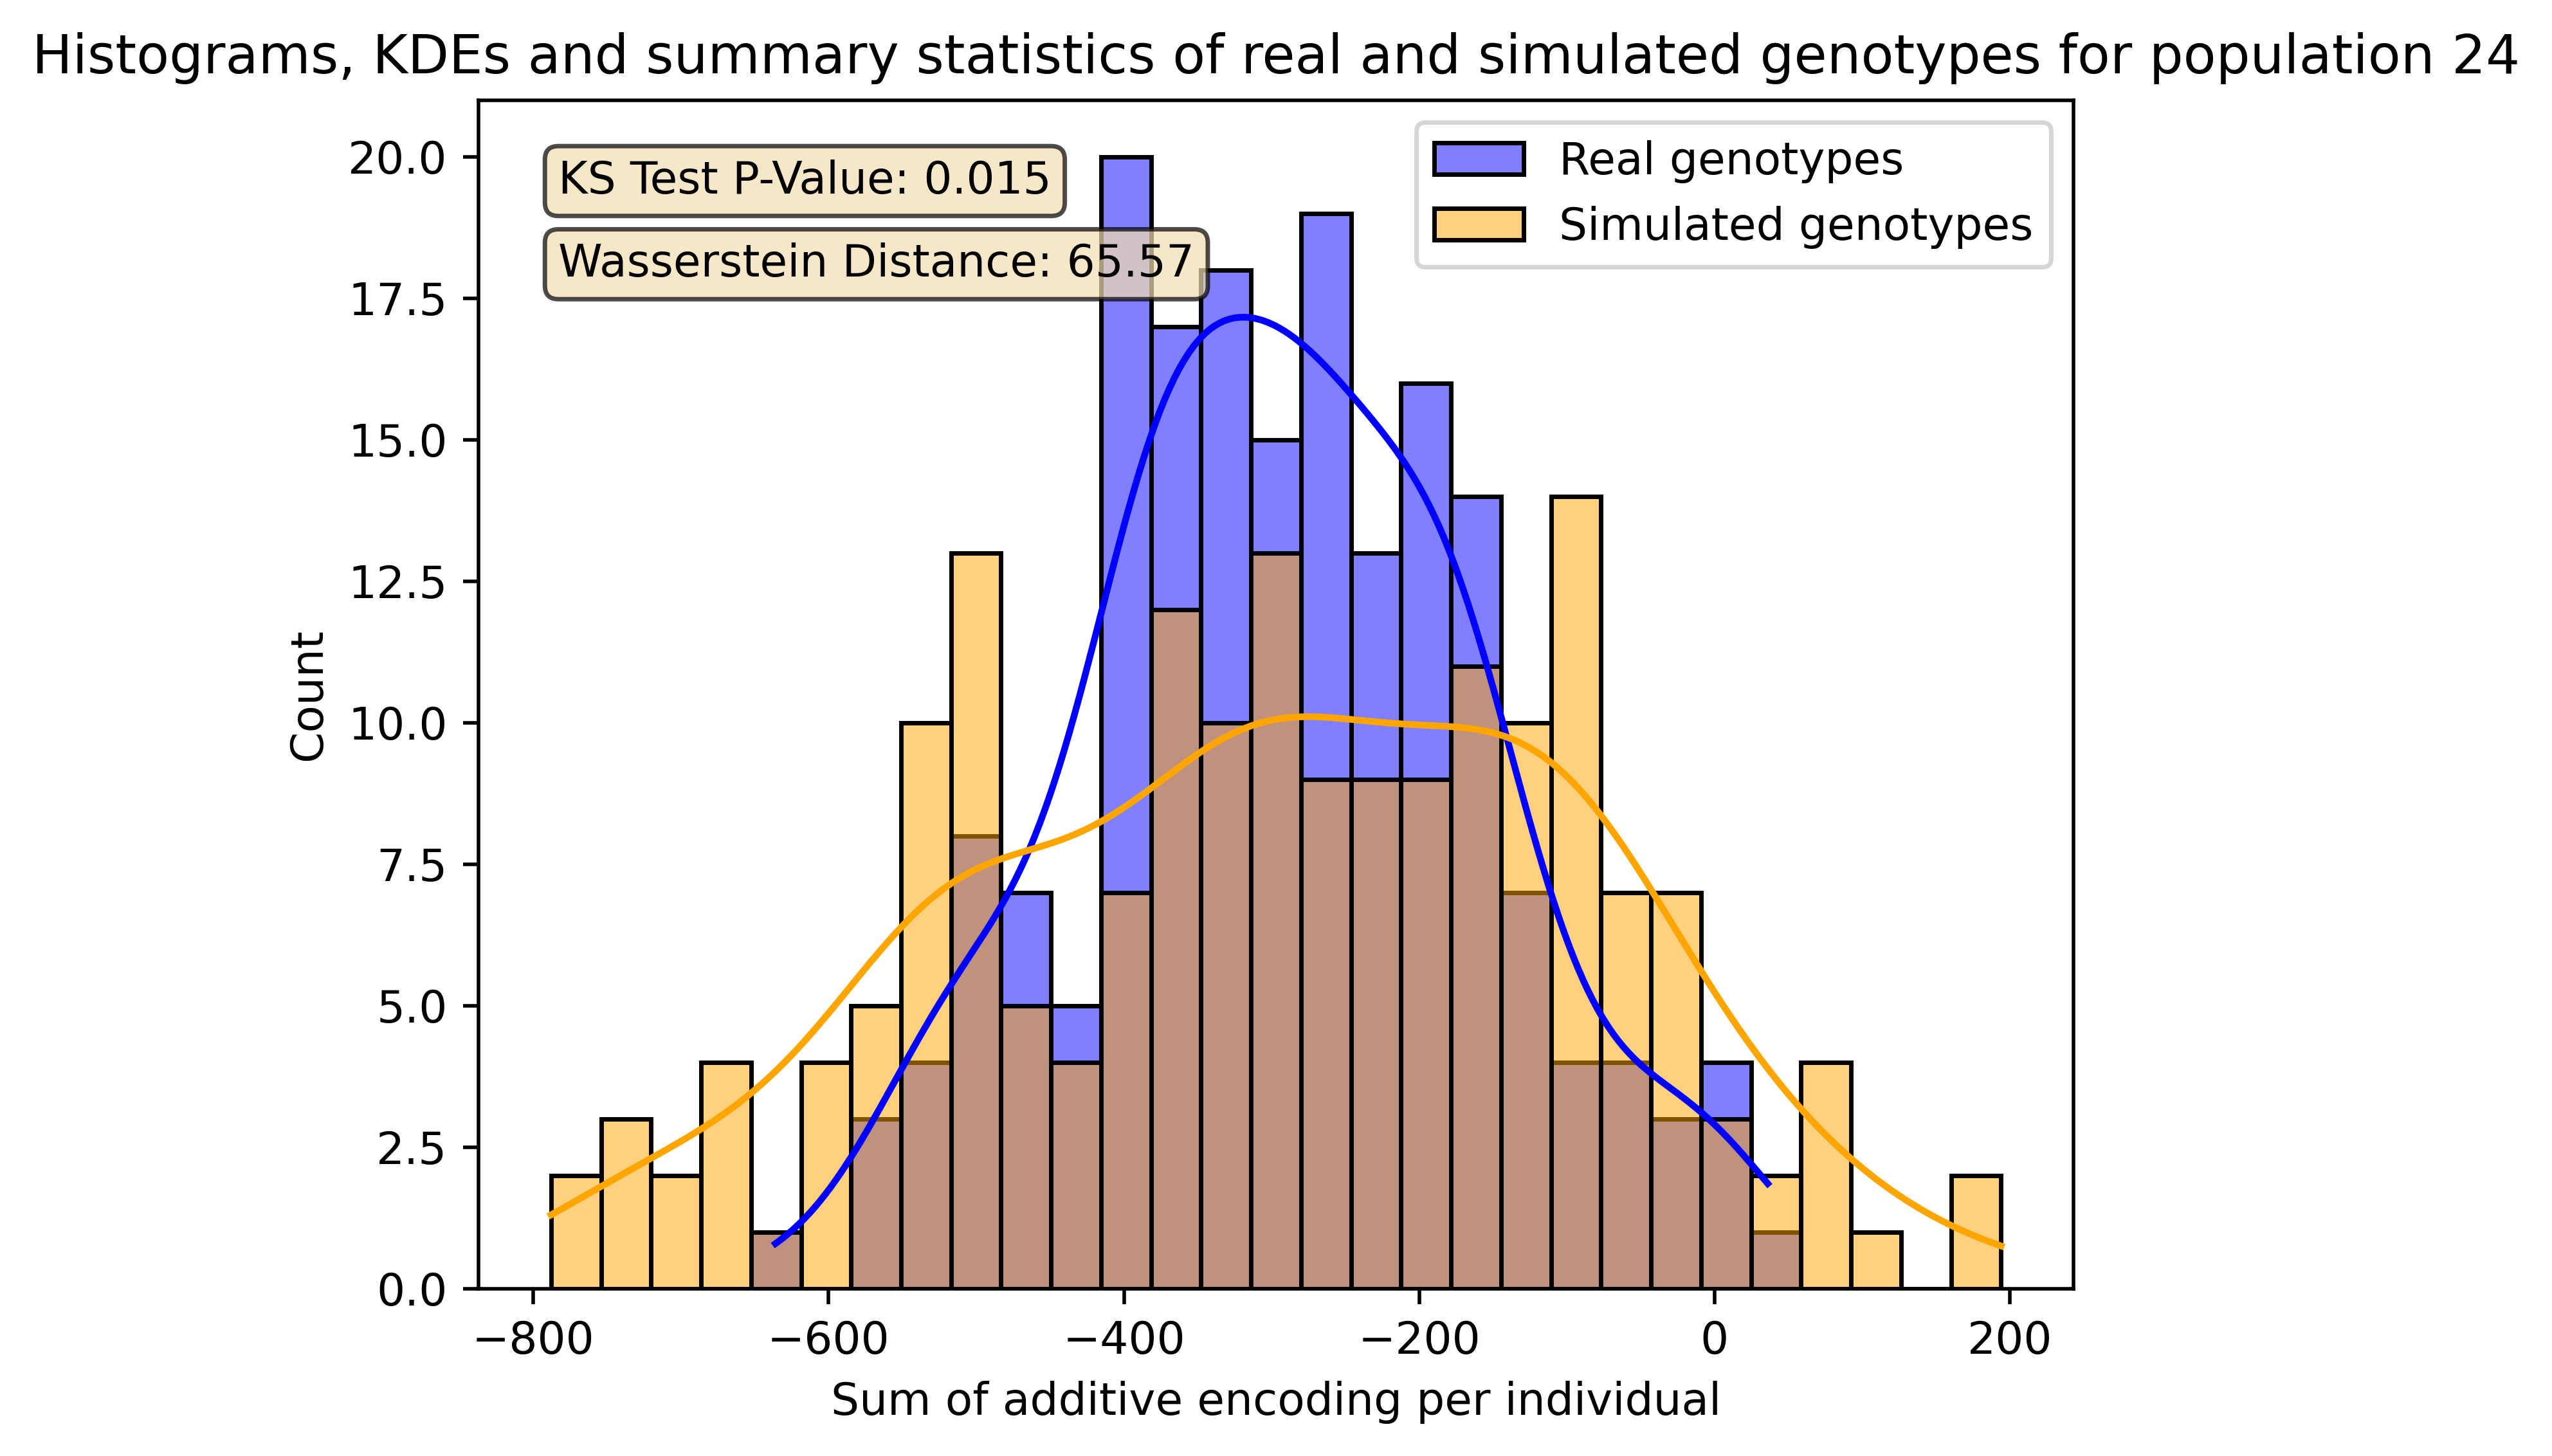 Histograms, KDEs and summary statistics of real and simulated genotypes for population 24
KS Test P-Value: 0.015
Wasserstein Distance: 65.57
Real genotypes
Simulated genotypes
20.0
17.5
15.0
12.5
10.0
7.5
5.0
2.5
0.0
Count
−800
−600
−400
−200
0
200
Sum of additive encoding per individual